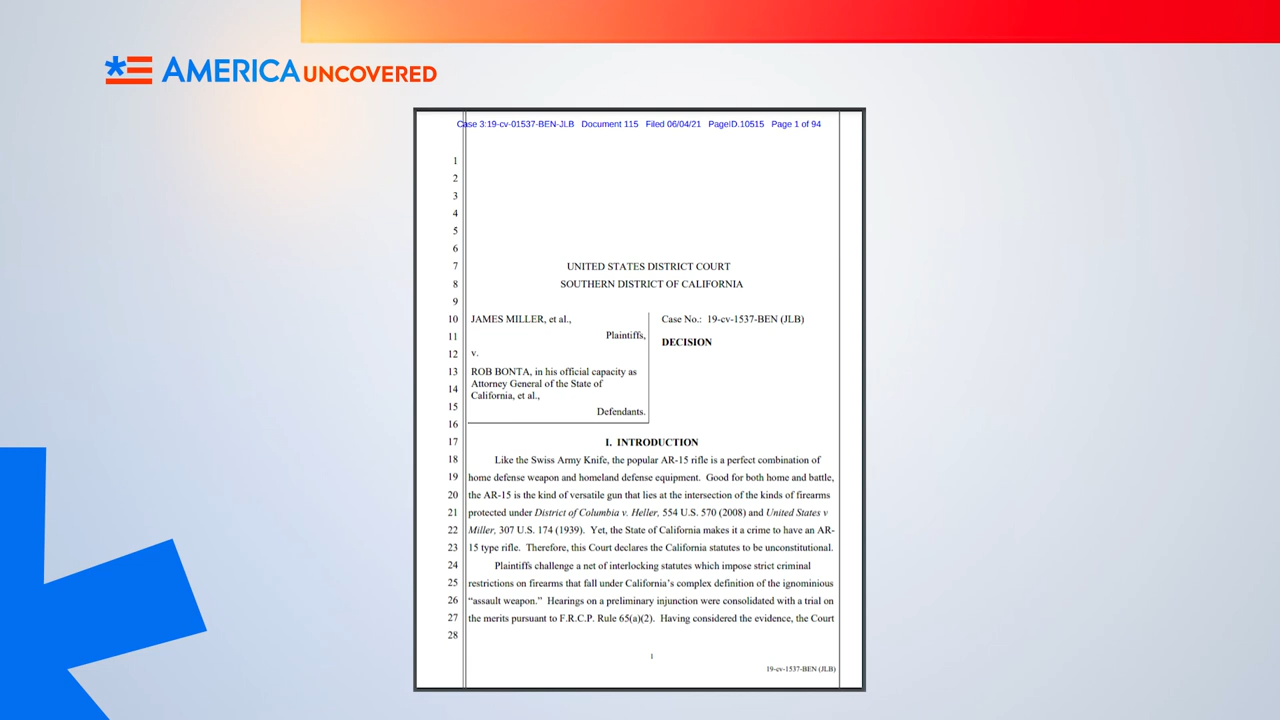 AMERICA UNCOVERED
Case 3:19-cv-01537-BEN-JLB Document 115 Filed 06/04/21 PageID.10515 Page 1 of 94
1
2
3
4
5
6
7 UNITED STATES DISTRICT COURT
8 SOUTHERN DISTRICT OF CALIFORNIA
9
10 JAMES MILLER, et al., Case No.: 19-cv-1537-BEN (JLB)
11 Plaintiffs,
DECISION
12 v.
13 ROB BONTA, in his official capacity as
14 Attorney General of the State of
California, et al.,
15 Defendants.
16
17 I. INTRODUCTION
18 Like the Swiss Army Knife, the popular AR-15 rifle is a perfect combination of
19 home defense weapon and homeland defense equipment. Good for both home and battle,
20 the AR-15 is the kind of versatile gun that lies at the intersection of the kinds of firearms
21 protected under District of Columbia v. Heller, 554 U.S. 570 (2008) and United States v
22 Miller, 307 U.S. 174 (1939). Yet, the State of California makes it a crime to have an AR-
23 15 type rifle. Therefore, this Court declares the California statutes to be unconstitutional.
24 Plaintiffs challenge a net of interlocking statutes which impose strict criminal
25 restrictions on firearms that fall under California's complex definition of the ignominious
26 "assault weapon." Hearings on a preliminary injunction were consolidated with a trial on
27 the merits pursuant to F.R.C.P. Rule 65(a)(2). Having considered the evidence, the Court
28
1
19-cv-1537-BEN (JLB)